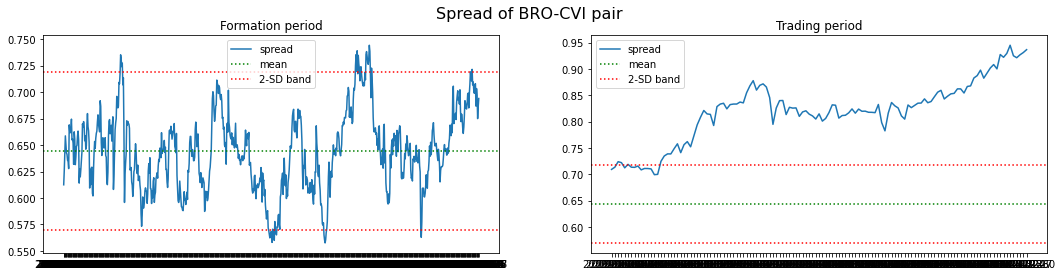 Spread of BRO-CVI pair
Formation period
0.750
0.725
0.700
0.675
0.650
0.625
0.600
0.575
0.550
spread
mean
2-SD band
Trading period
0.95
0.90
0.85
0.80
0.75
0.70
0.65
0.60
spread
mean
2-SD band